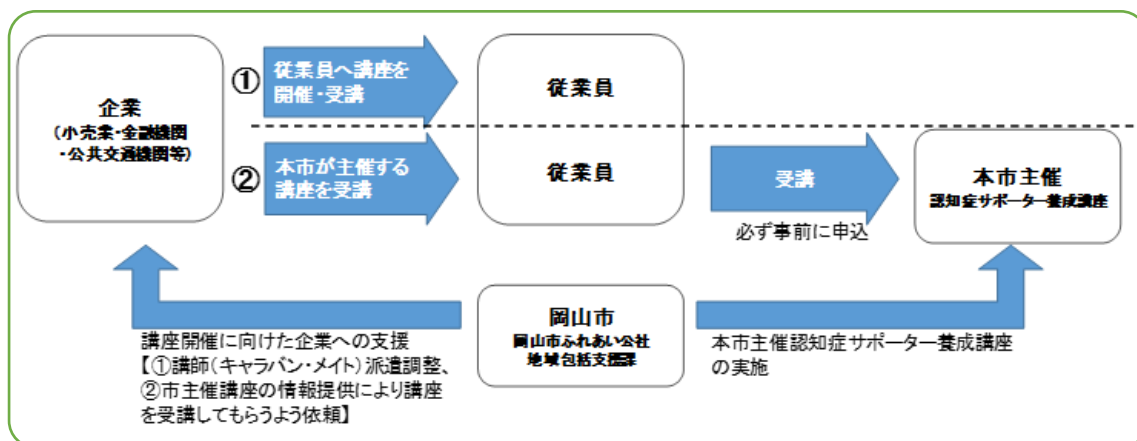 企業
(小売業・金融機関
・公共交通機関等)
①
従業員へ講座を
開催・受講
従業員
②
本市が主催する
講座を受講
従業員
受講
必ず事前に申込
本市主催
認知症サポーター養成講座
講座開催に向けた企業への支援
【①講師(キャラバン・メイト)派遣調整、
②市主催講座の情報提供により講座
を受講してもらうよう依頼】
岡山市
岡山市ふれあい公社
地域包括支援課
本市主催認知症サポーター養成講座
の実施